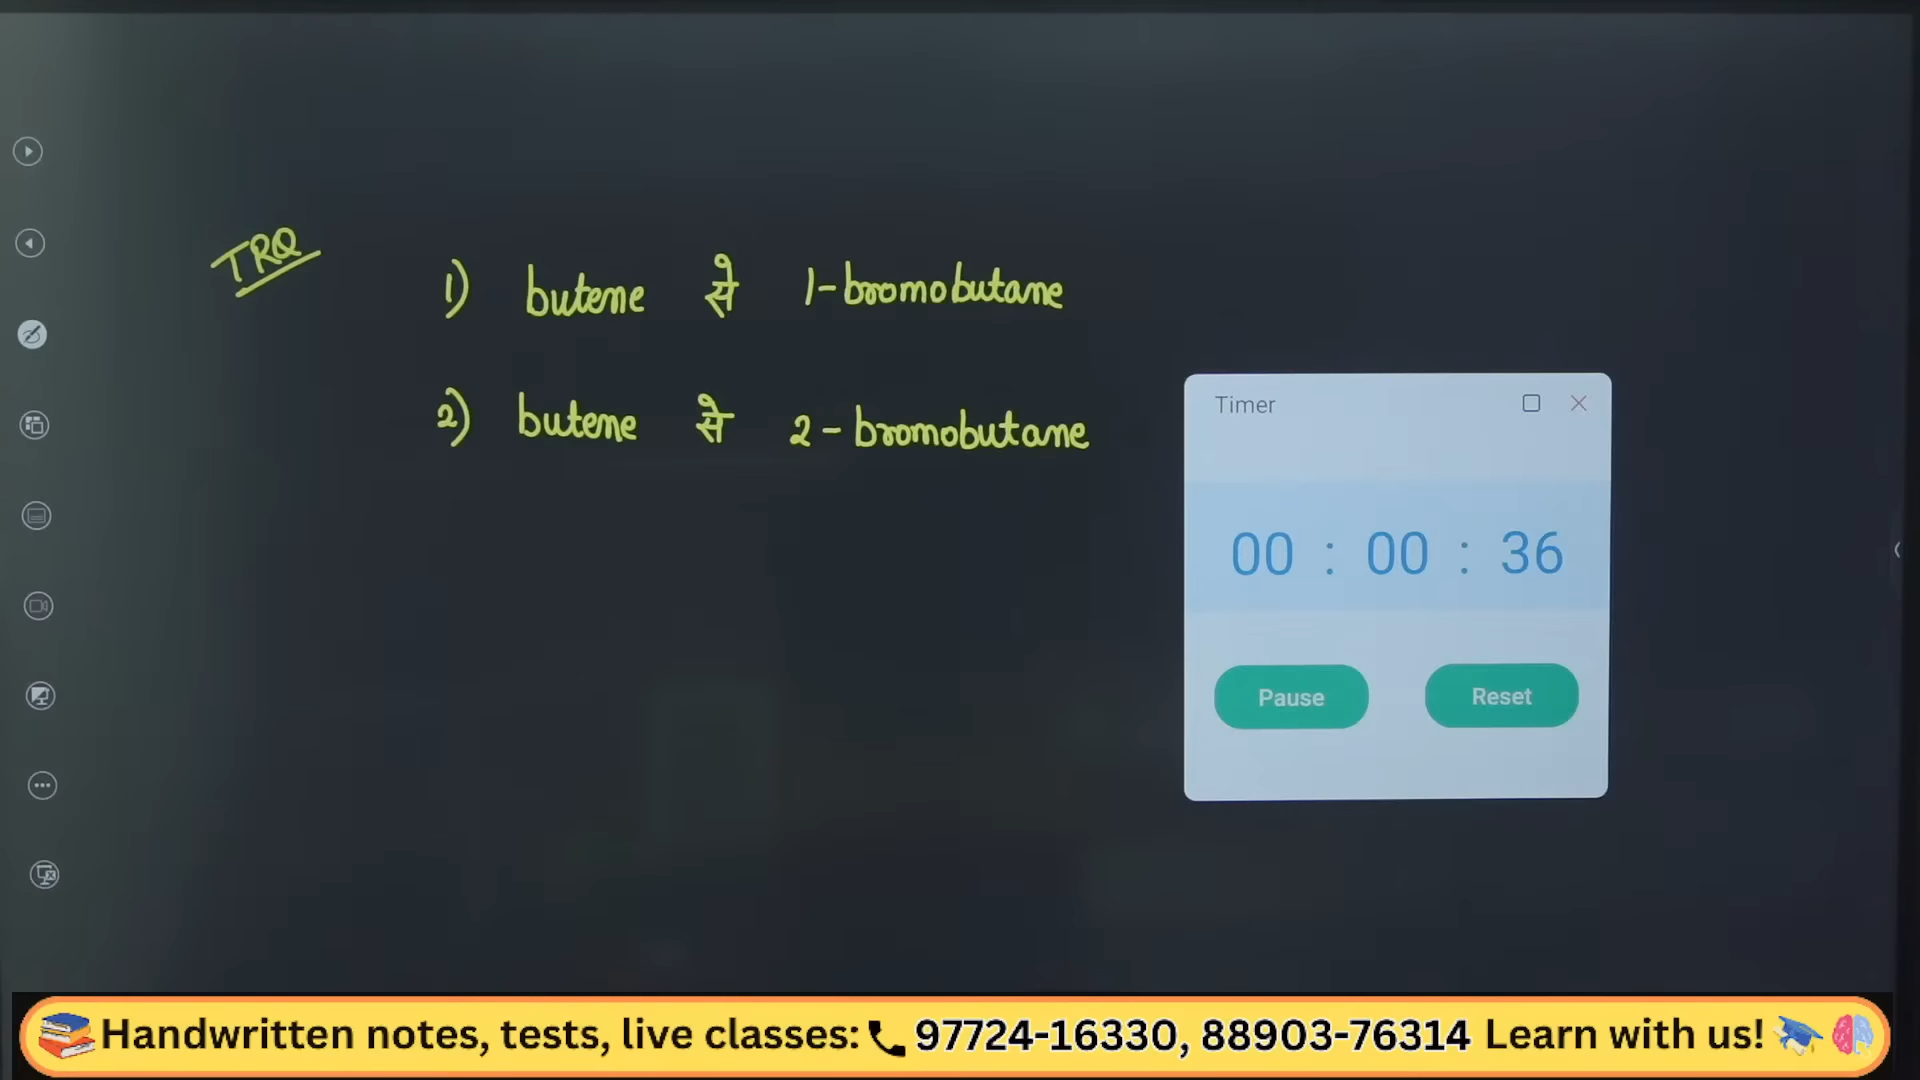 TRQ
1) butene से 1-bromobutane
2) butene से 2-bromobutane
Timer
00 : 00 : 36
Pause Reset
Handwritten notes, tests, live classes: 97724-16330, 88903-76314 Learn with us!